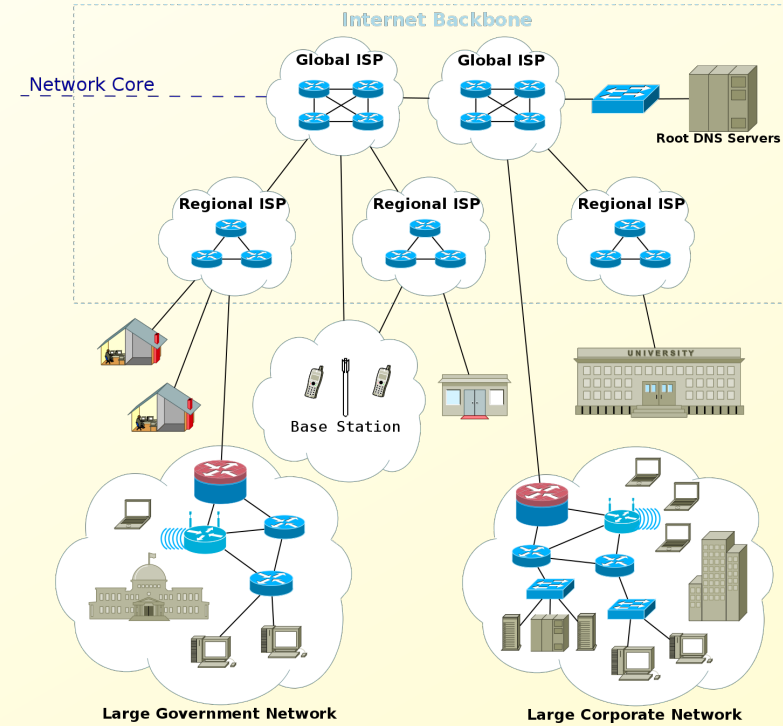 Internet Backbone
Global ISP
Global ISP
Network Core
Root DNS Servers
Regional ISP
Regional ISP
Regional ISP
UNIVERSITY
Base Station
Large Government Network
Large Corporate Network